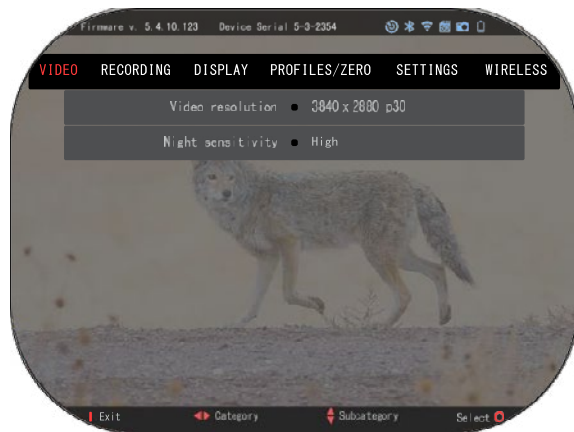 Firmware v. 5.4.10.123 Device Serial 5-3-2354
VIDEO RECORDING DISPLAY PROFILES/ZERO SETTINGS WIRELESS
Video resolution ● 3840 x 2880 p30
Night sensitivity ● High
Exit Category Subcategory Select